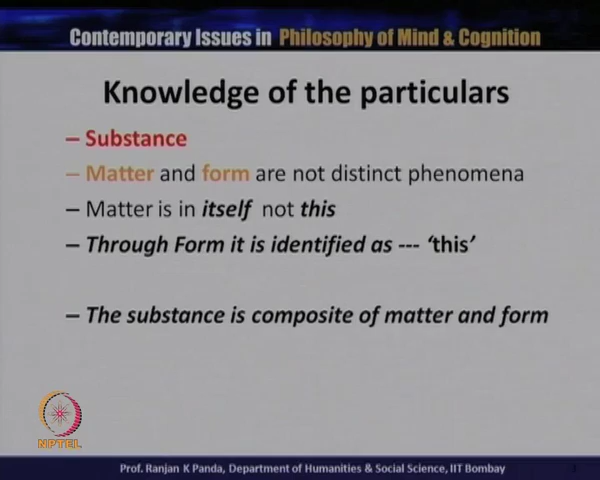 Contemporary Issues in Philosophy of Mind & Cognition
Knowledge of the particulars
– Substance
– Matter and form are not distinct phenomena
– Matter is in itself not this
– Through Form it is identified as --- ‘this’
– The substance is composite of matter and form
NPTEL
Prof. Ranjan K Panda, Department of Humanities & Social Science, IIT Bombay